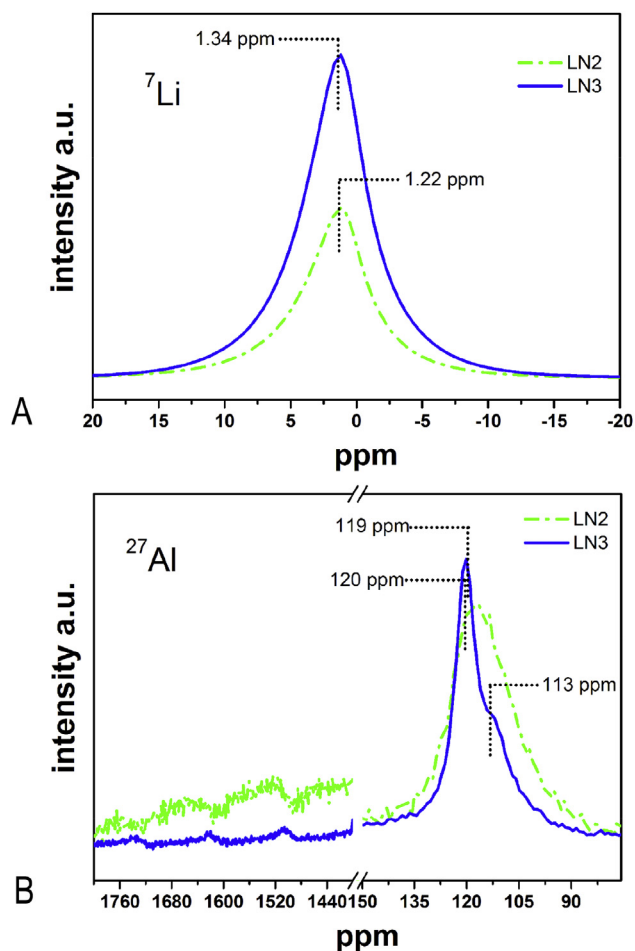 1.34 ppm
LN2
LN3
⁷Li
1.22 ppm
intensity a.u.
A
20 15 10 5 0 -5 -10 -15 -20
ppm
²⁷Al
LN2
LN3
119 ppm
120 ppm
113 ppm
intensity a.u.
B
1760 1680 1600 1520 1440 150 135 120 105 90
ppm